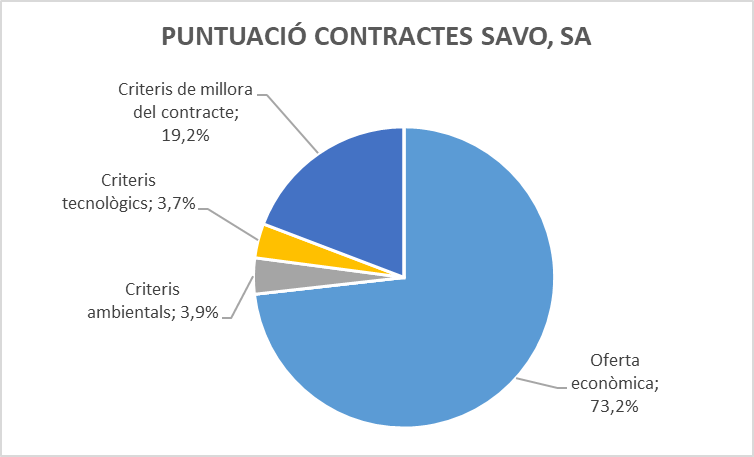 PUNTUACIÓ CONTRACTES SAVO, SA
Criteris de millora
del contracte;
19,2%
Criteris
tecnològics; 3,7%
Criteris
ambientals; 3,9%
Oferta
econòmica;
73,2%